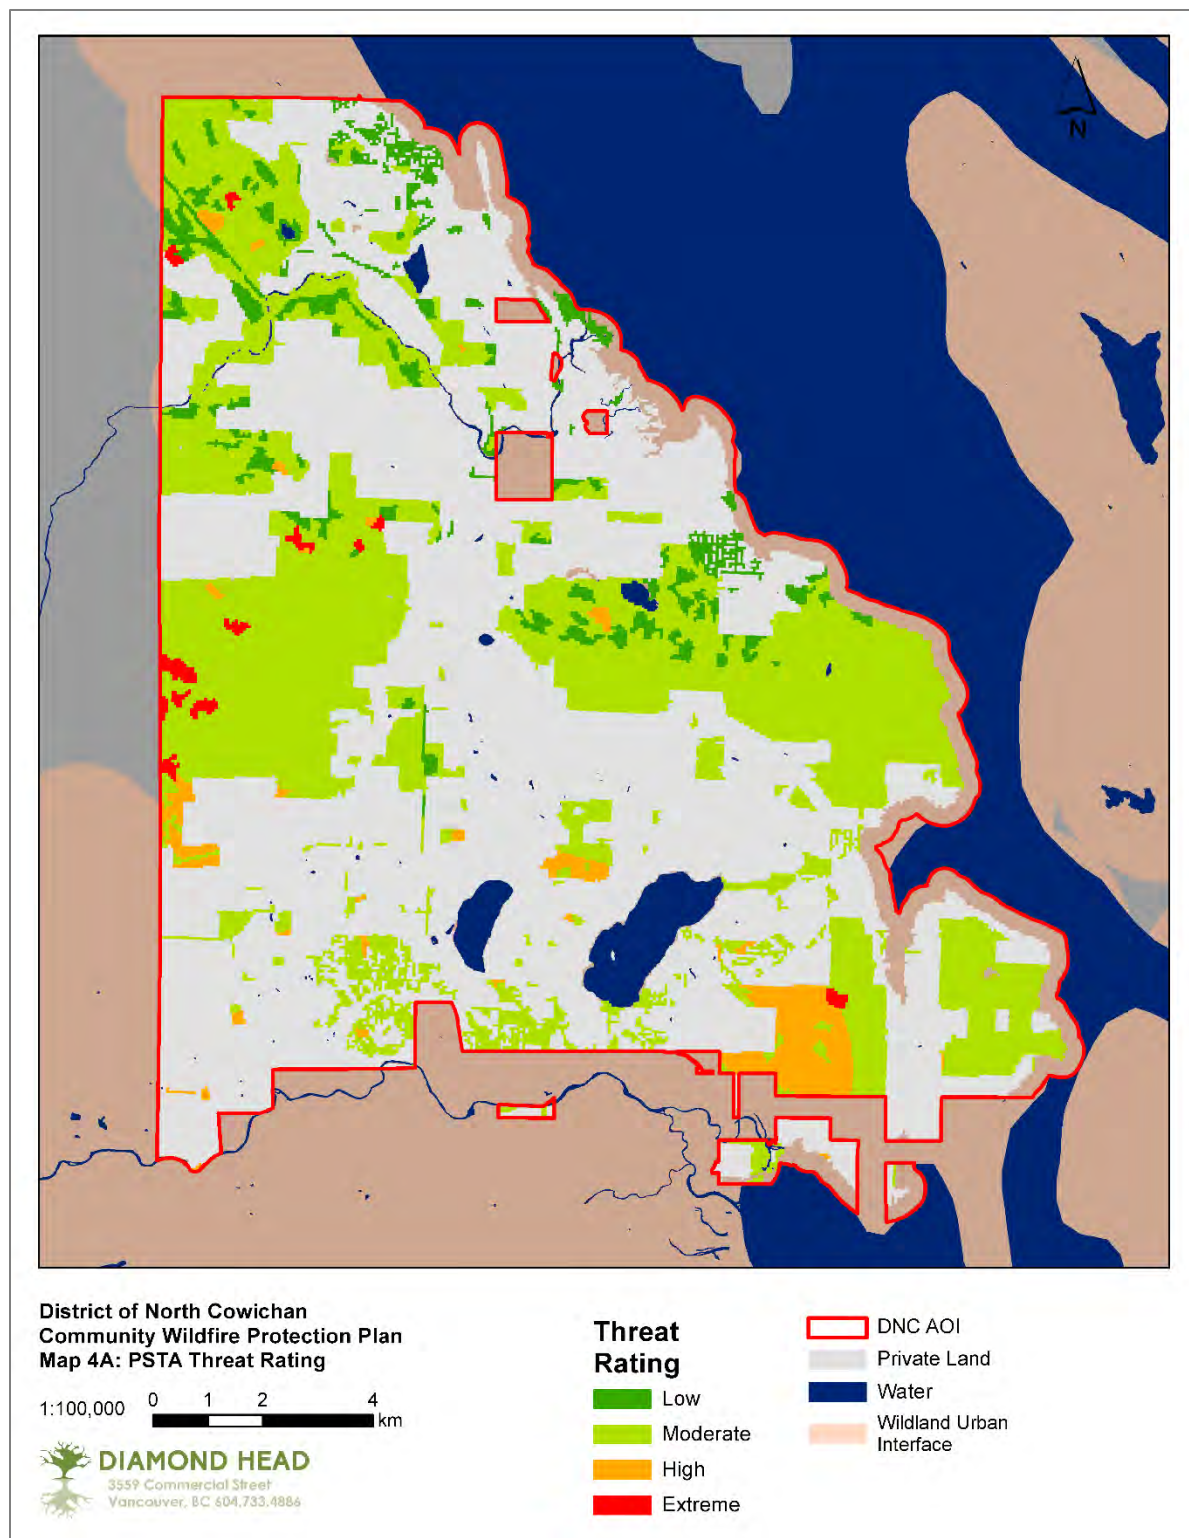 N
District of North Cowichan
Community Wildfire Protection Plan
Map 4A: PSTA Threat Rating
1:100,000
0 1 2 4
km
DIAMOND HEAD
3559 Commercial Street
Vancouver, BC 604.733.4886
Threat
Rating
Low
Moderate
High
Extreme
DNC AOI
Private Land
Water
Wildland Urban
Interface